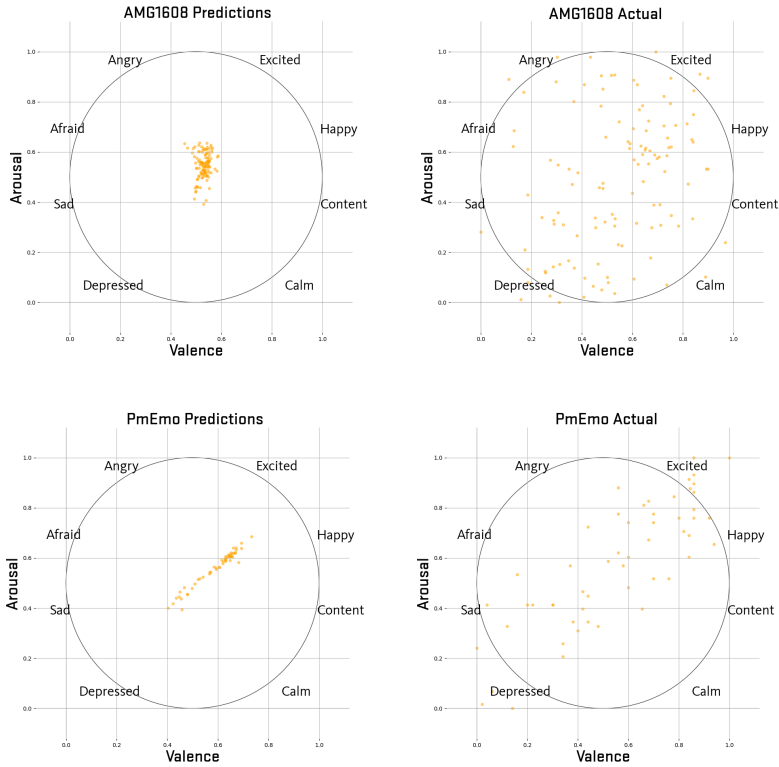 AMG1608 Predictions
1.0
0.8
0.6
0.4
0.2
0.0
Arousal
Angry
Excited
Afraid
Happy
Sad
Content
Depressed
Calm
0.0 0.2 0.4 0.6 0.8 1.0
Valence
AMG1608 Actual
1.0
0.8
0.6
0.4
0.2
0.0
Arousal
Angry
Excited
Afraid
Happy
Sad
Content
Depressed
Calm
0.0 0.2 0.4 0.6 0.8 1.0
Valence
PmEmo Predictions
1.0
0.8
0.6
0.4
0.2
0.0
Arousal
Angry
Excited
Afraid
Happy
Sad
Content
Depressed
Calm
0.0 0.2 0.4 0.6 0.8 1.0
Valence
PmEmo Actual
1.0
0.8
0.6
0.4
0.2
0.0
Arousal
Angry
Excited
Afraid
Happy
Sad
Content
Depressed
Calm
0.0 0.2 0.4 0.6 0.8 1.0
Valence